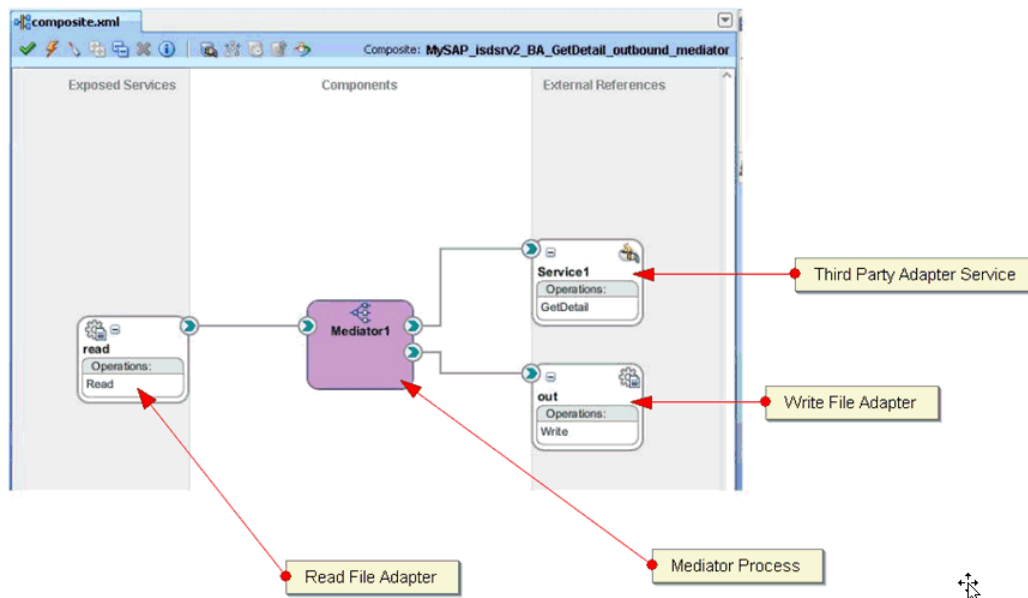 composite.xml
Composite: MySAP_isdsrv2_BA_GetDetail_outbound_mediator
Exposed Services
Components
External References
Service1
Operations:
GetDetail
Third Party Adapter Service
Mediator1
read
Operations:
Read
out
Operations:
Write
Write File Adapter
Mediator Process
Read File Adapter